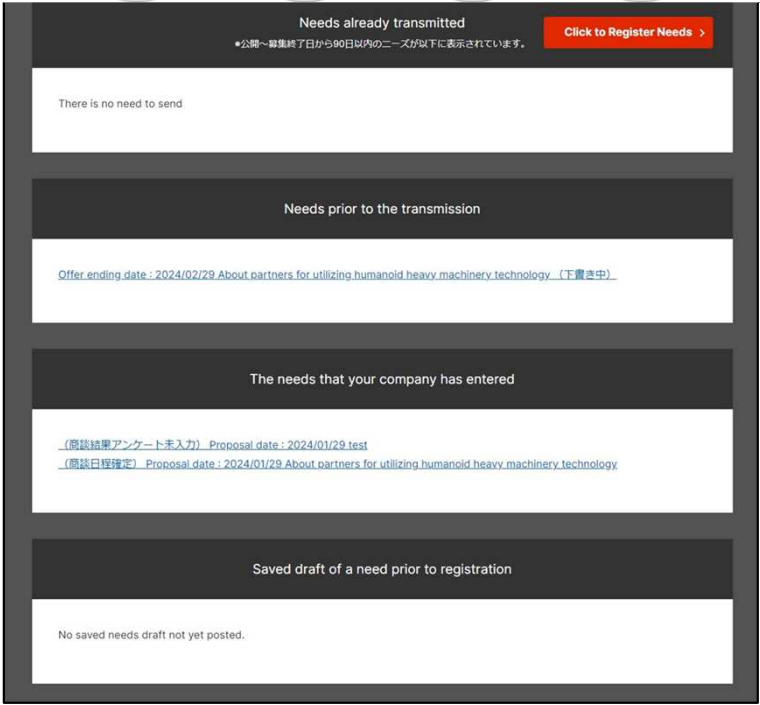 Needs already transmitted
●公開～募集終了日から90日以内のニーズが以下に表示されています。
Click to Register Needs >
There is no need to send
Needs prior to the transmission
Offer ending date : 2024/02/29 About partners for utilizing humanoid heavy machinery technology （下書き中）
The needs that your company has entered
（商談結果アンケート未入力） Proposal date : 2024/01/29 test
（商談日程確定） Proposal date : 2024/01/29 About partners for utilizing humanoid heavy machinery technology
Saved draft of a need prior to registration
No saved needs draft not yet posted.